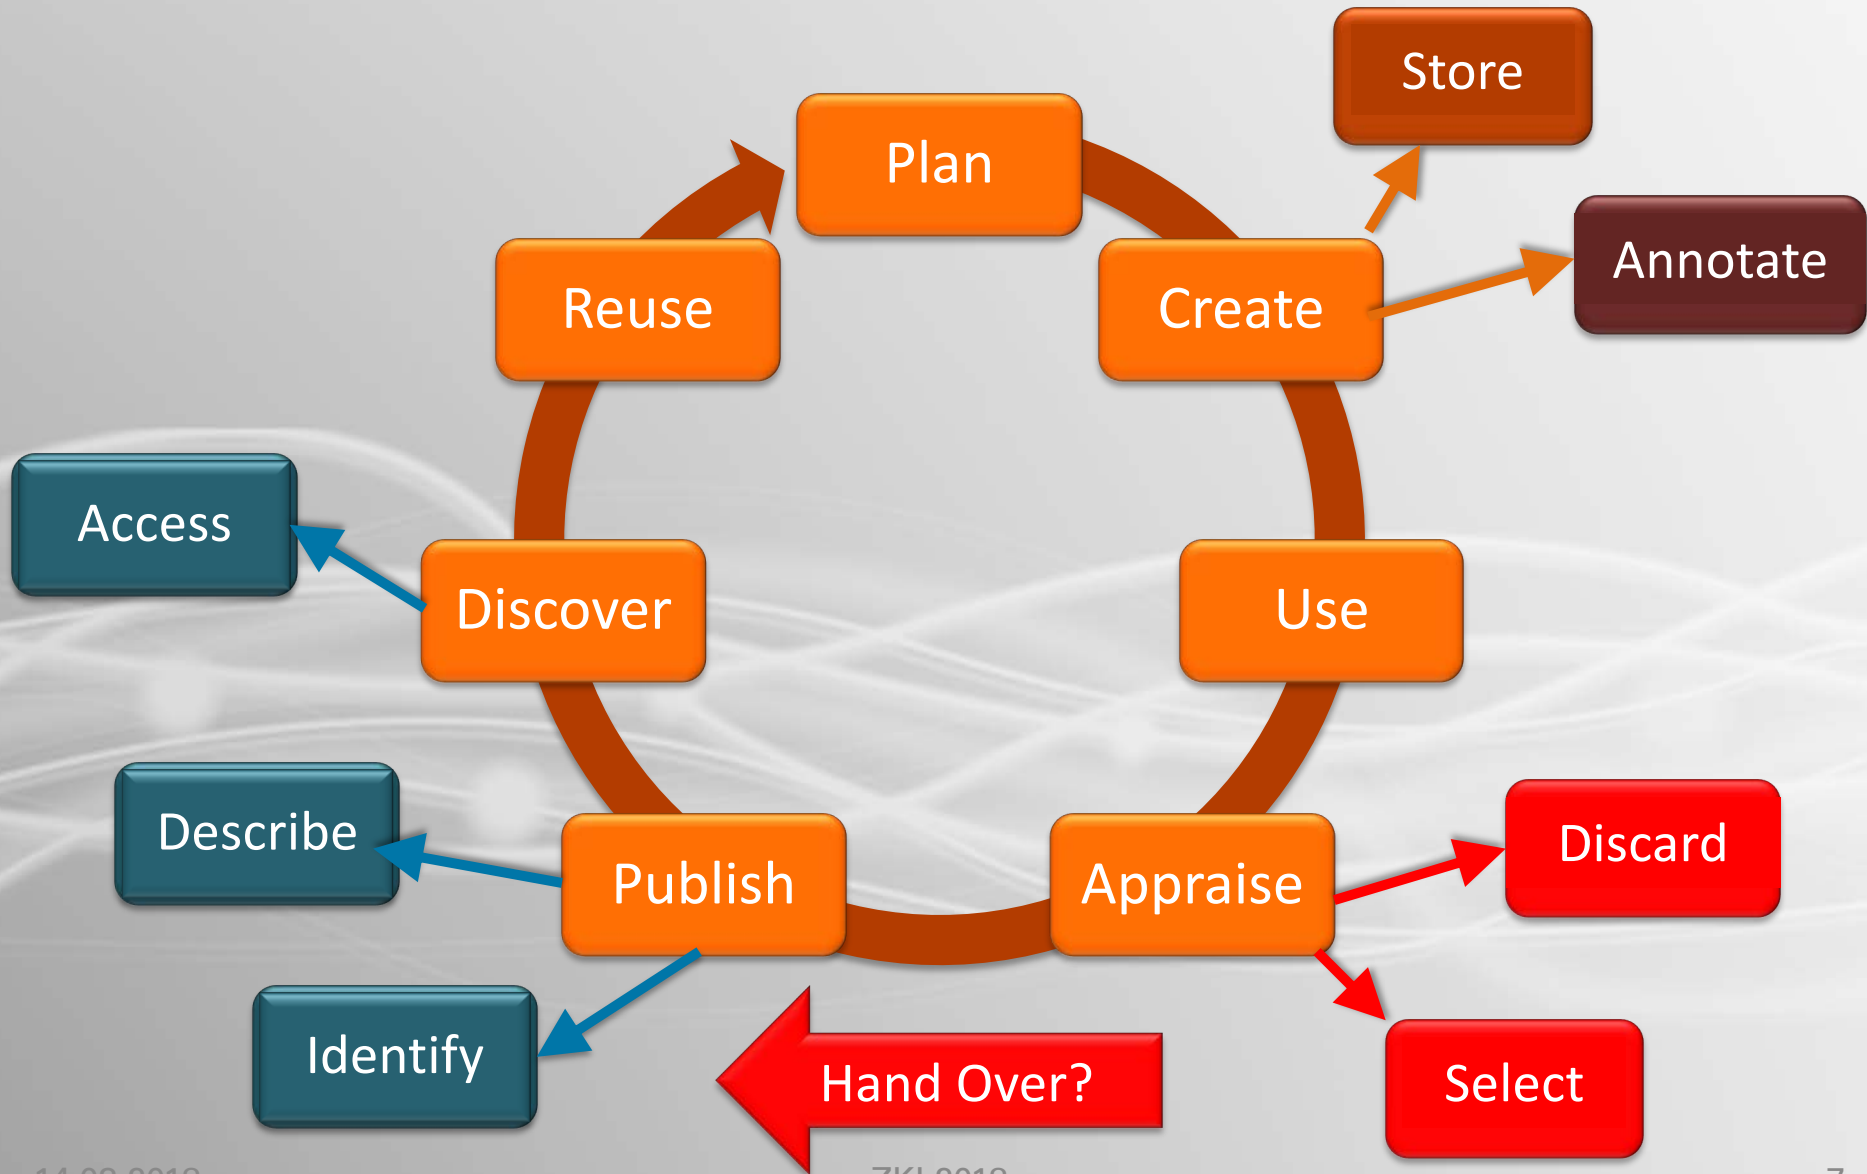 Store
Plan
Annotate
Reuse
Create
Access
Discover
Use
Describe
Discard
Publish
Appraise
Identify
Hand Over?
Select